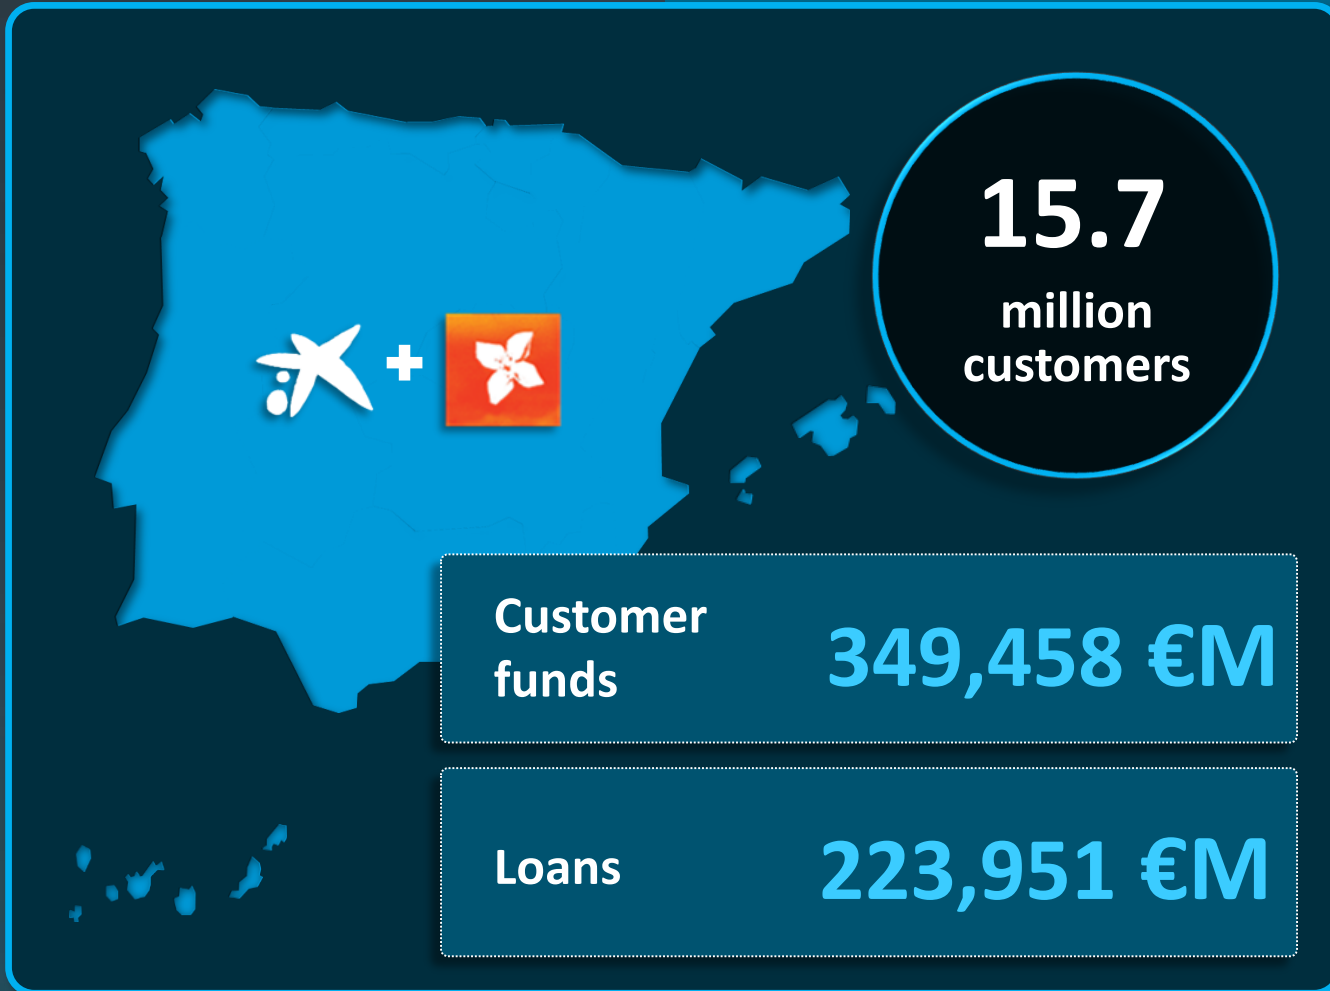 15.7
million
customers
+
Customer
funds
349,458 €M
Loans
223,951 €M